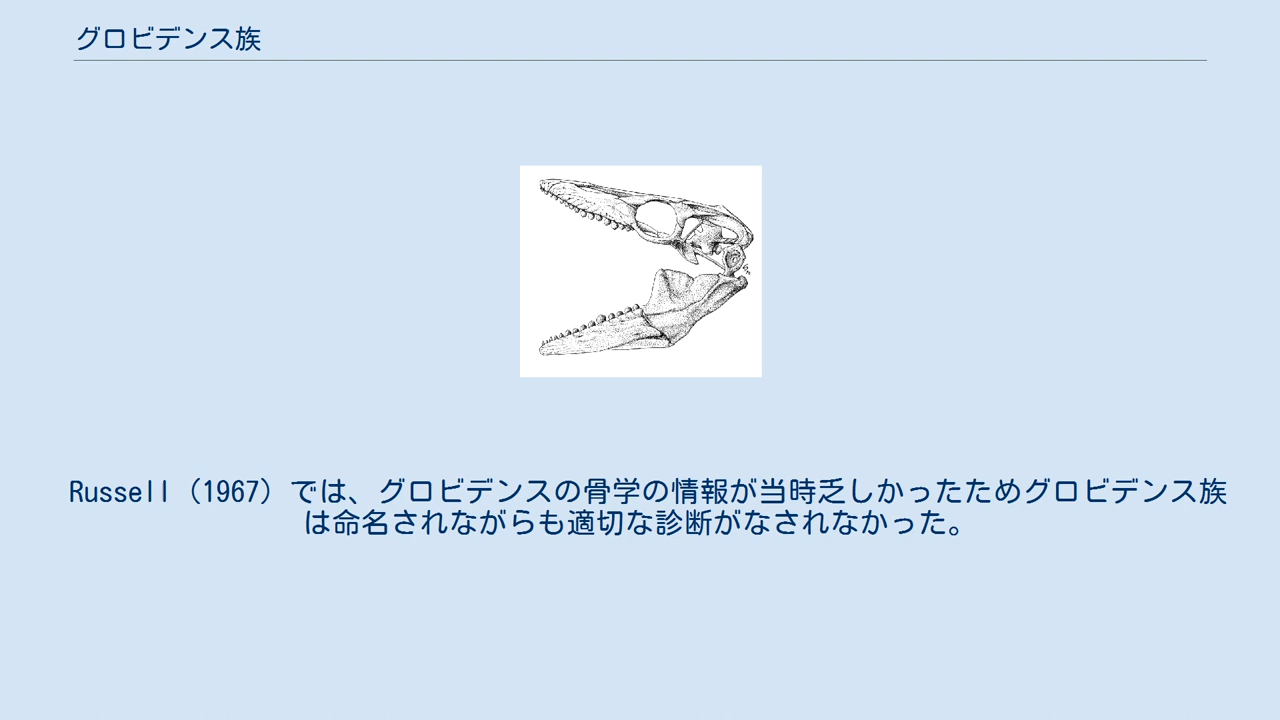 グロビデンス族
Russell（1967）では、グロビデンスの骨学の情報が当時乏しかったためグロビデンス族
は命名されながらも適切な診断がなされなかった。